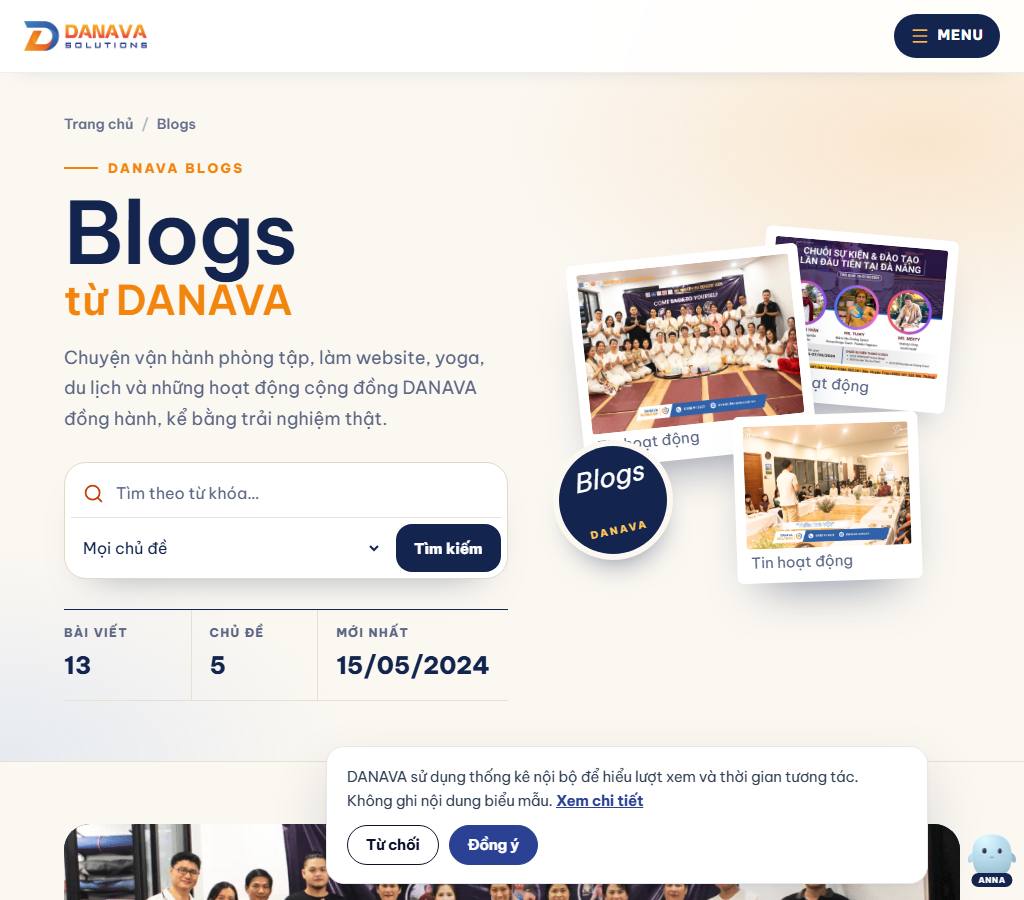 DANAVA
SOLUTIONS
MENU
Trang chủ / Blogs
DANAVA BLOGS
Blogs
từ DANAVA
Chuyện vận hành phòng tập, làm website, yoga,
du lịch và những hoạt động cộng đồng DANAVA
đồng hành, kể bằng trải nghiệm thật.
Tìm theo từ khóa...
Mọi chủ đề
Tìm kiếm
BÀI VIẾT
13
CHỦ ĐỀ
5
MỚI NHẤT
15/05/2024
COME BACK TO YOURSELF
hoạt động
CHUỖI SỰ KIỆN & ĐÀO TẠO
LẦN ĐẦU TIÊN TẠI ĐÀ NẴNG
hoạt động
Blogs
DANAVA
Tin hoạt động
DANAVA sử dụng thống kê nội bộ để hiểu lượt xem và thời gian tương tác.
Không ghi nội dung biểu mẫu. Xem chi tiết
Từ chối
Đồng ý
ANNA